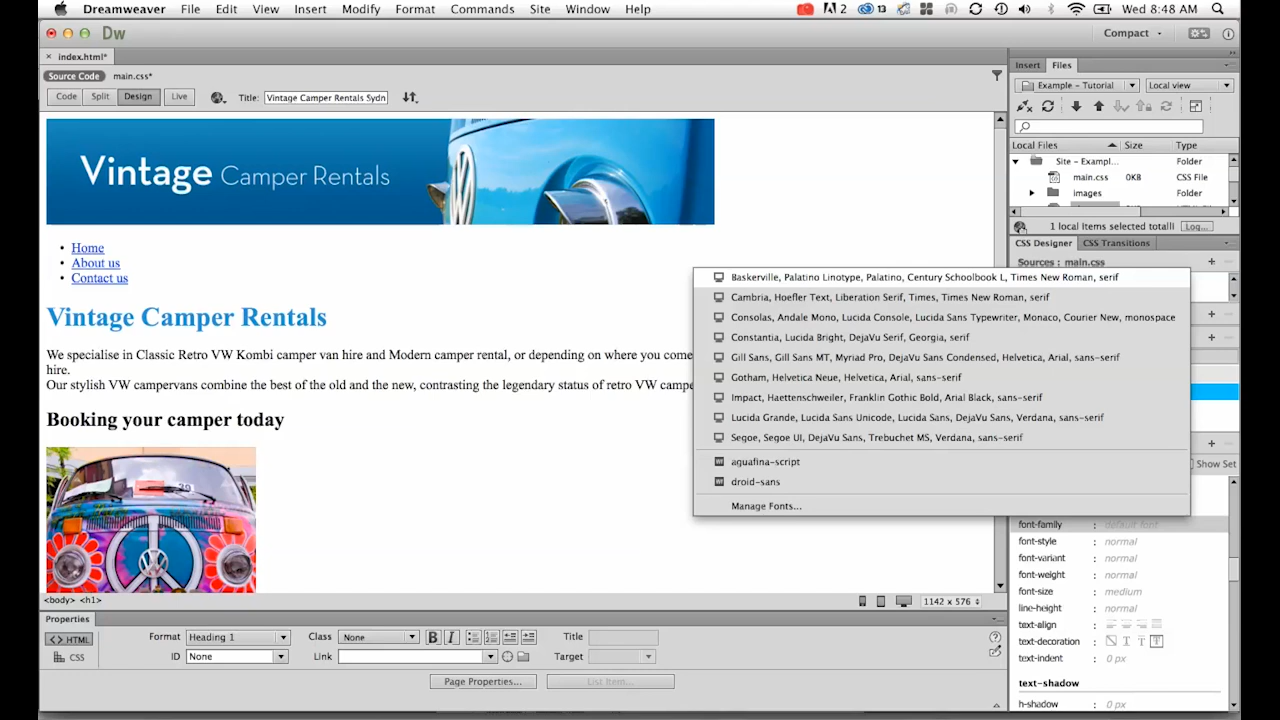 Dreamweaver File Edit View Insert Modify Format Commands Site Window Help 2 13 Wed 8:48 AM
Dw Compact
index.html*
Source Code main.css*
Code Split Design Live Title: Vintage Camper Rentals Sydn
Vintage Camper Rentals
Home
About us
Contact us
Vintage Camper Rentals
We specialise in Classic Retro VW Kombi camper van hire and Modern camper rental, or depending on where you come
hire.
Our stylish VW campervans combine the best of the old and the new, contrasting the legendary status of retro VW campe
Booking your camper today
Baskerville, Palatino Linotype, Palatino, Century Schoolbook L, Times New Roman, serif
Cambria, Hoefler Text, Liberation Serif, Times, Times New Roman, serif
Consolas, Andale Mono, Lucida Console, Lucida Sans Typewriter, Monaco, Courier New, monospace
Constantia, Lucida Bright, DejaVu Serif, Georgia, serif
Gill Sans, Gill Sans MT, Myriad Pro, DejaVu Sans Condensed, Helvetica, Arial, sans-serif
Gotham, Helvetica Neue, Helvetica, Arial, sans-serif
Impact, Haettenschweiler, Franklin Gothic Bold, Arial Black, sans-serif
Lucida Grande, Lucida Sans Unicode, Lucida Sans, DejaVu Sans, Verdana, sans-serif
Segoe, Segoe UI, DejaVu Sans, Trebuchet MS, Verdana, sans-serif
aguafina-script
droid-sans
Manage Fonts...
Insert Files
Example - Tutorial Local view
Local Files Size Type
Site - Exampl... Folder
main.css 0KB CSS File
images Folder
1 local items selected totalli Log...
CSS Designer CSS Transitions
Sources : main.css
Show Set
font-family : default font
font-style : normal
font-variant : normal
font-weight : normal
font-size : medium
line-height : normal
text-align :
text-decoration :
text-indent : 0 px
text-shadow
h-shadow : 0 px
<body> <h1> 1142 x 576
Properties
<> HTML Format Heading 1 Class None B I Title
CSS ID None Link Target
Page Properties... List Item...